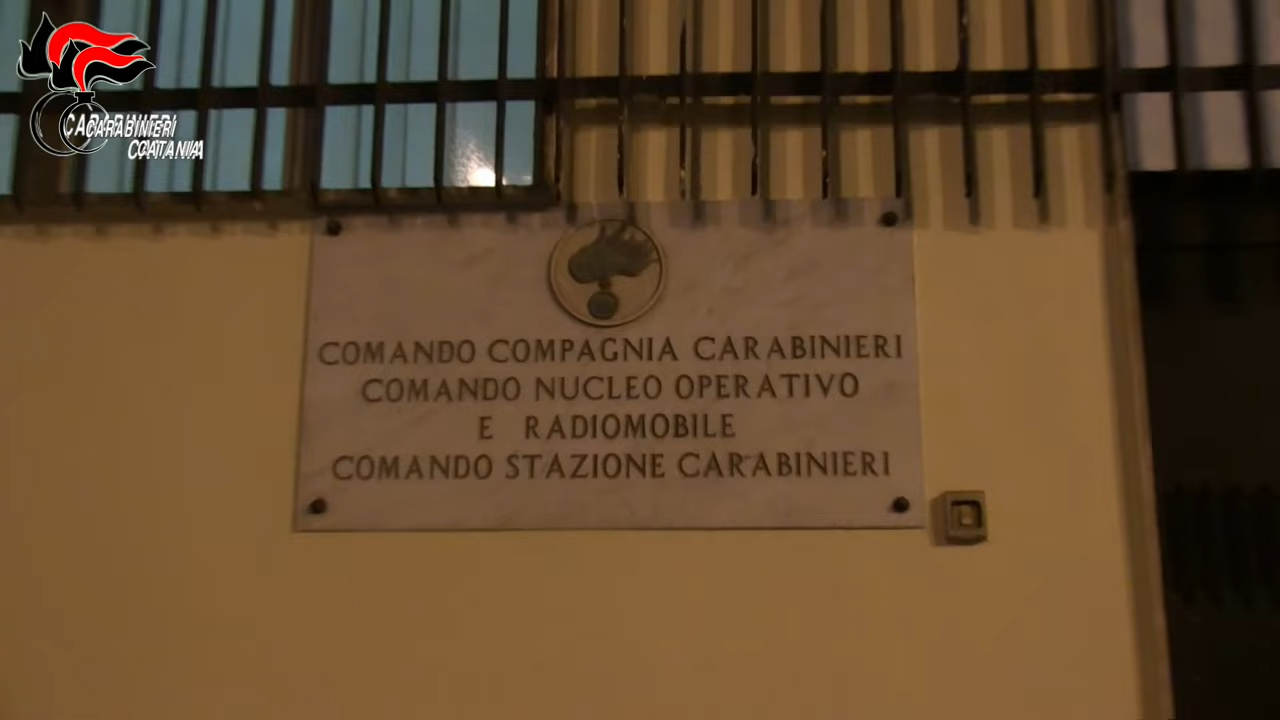 CARABINIERI
CATANIA
COMANDO COMPAGNIA CARABINIERI
COMANDO NUCLEO OPERATIVO
E RADIOMOBILE
COMANDO STAZIONE CARABINIERI